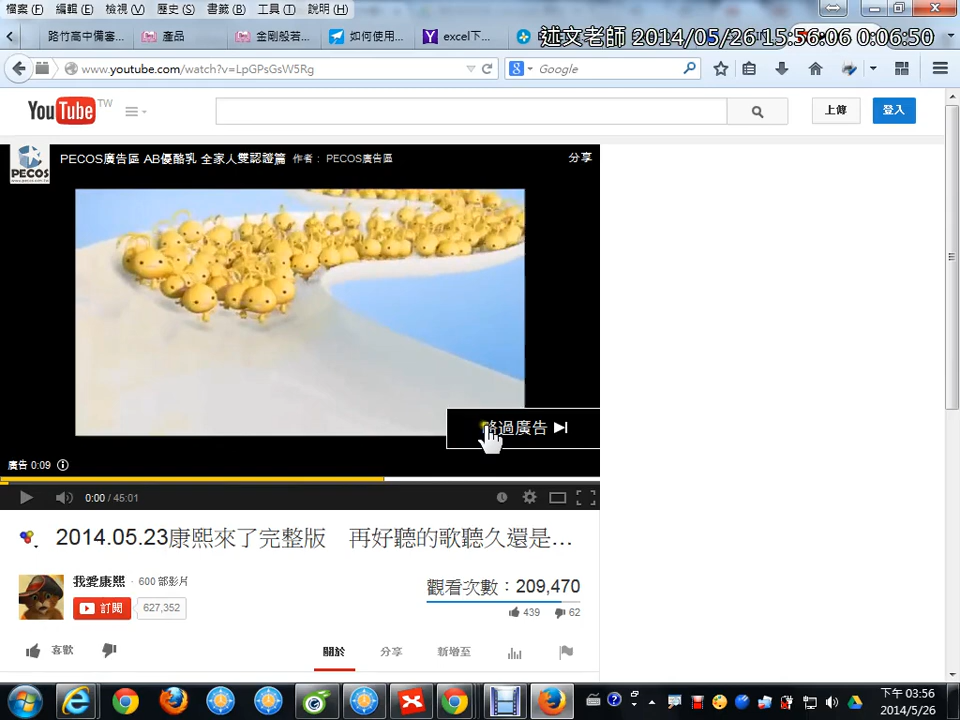 檔案 (F) 編輯 (E) 檢視 (V) 歷史 (S) 書籤 (B) 工具 (T) 說明 (H)
路竹高中備審... 產品 金剛般若... 如何使用... excel下...
述文老師 2014/05/26 15:56:06 0:06:50
www.youtube.com/watch?v=LpGPsGsW5Rg
Google
YouTube TW
上傳
登入
PECOS
PECOS廣告區 AB優酪乳 全家人雙認證篇 作者： PECOS廣告區
分享
略過廣告
廣告 0:09
0:00 / 45:01
2014.05.23康熙來了完整版 再好聽的歌聽久還是...
我愛康熙 · 600 部影片
訂閱 627,352
觀看次數：209,470
439 62
喜歡
關於 分享 新增至
下午 03:56
2014/5/26